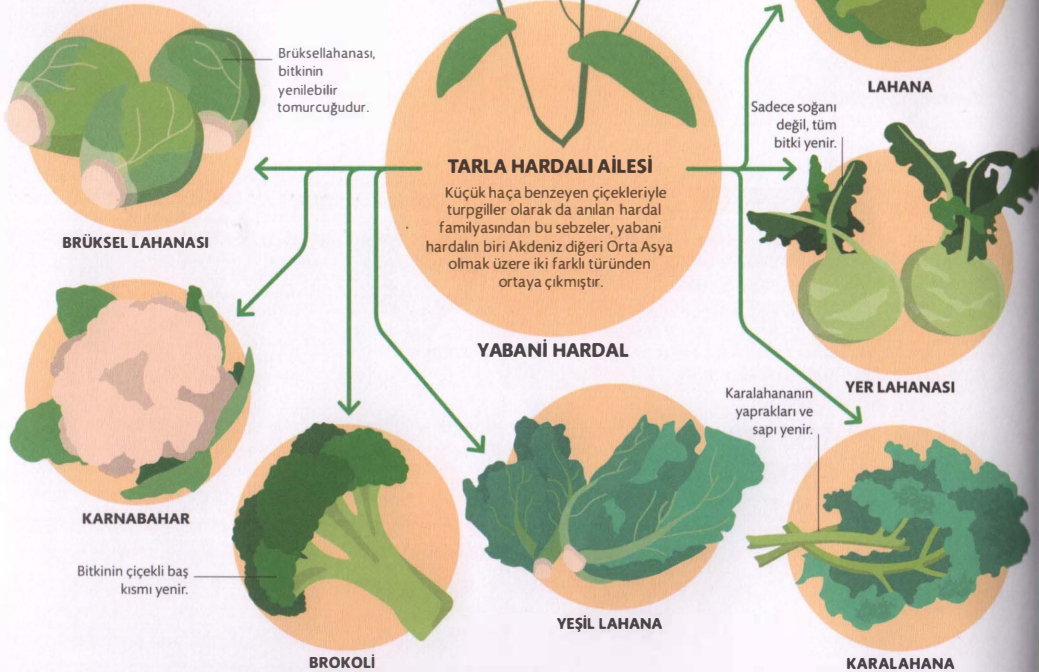 Brüksellahanası,
bitkinin
yenilebilir
tomurcuğudur.
BRÜKSEL LAHANASI
TARLA HARDALI AİLESİ
Küçük haça benzeyen çiçekleriyle
turpgiller olarak da anılan hardal
familyasından bu sebzeler, yabani
hardalın biri Akdeniz diğeri Orta Asya
olmak üzere iki farklı türünden
ortaya çıkmıştır.
YABANİ HARDAL
LAHANA
Sadece soğanı
değil, tüm
bitki yenir.
YER LAHANASI
KARNABAHAR
Bitkinin çiçekli baş
kısmı yenir.
BROKOLİ
YEŞİL LAHANA
Karalahananın
yaprakları ve
sapı yenir.
KARALAHANA